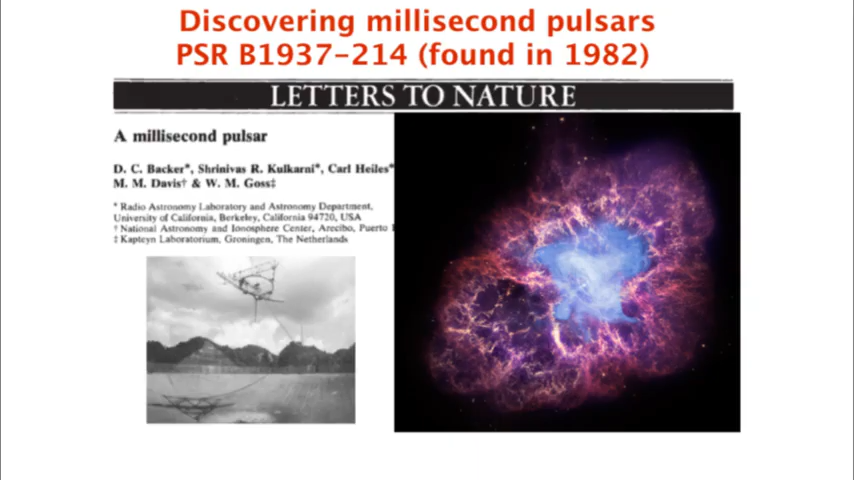 Discovering millisecond pulsars
PSR B1937-214 (found in 1982)
LETTERS TO NATURE
A millisecond pulsar
D. C. Backer*, Shrinivas R. Kulkarni*, Carl Heiles*
M. M. Davis† & W. M. Goss‡
* Radio Astronomy Laboratory and Astronomy Department,
University of California, Berkeley, California 94720, USA
† National Astronomy and Ionosphere Center, Arecibo, Puerto
‡ Kapteyn Laboratorium, Groningen, The Netherlands